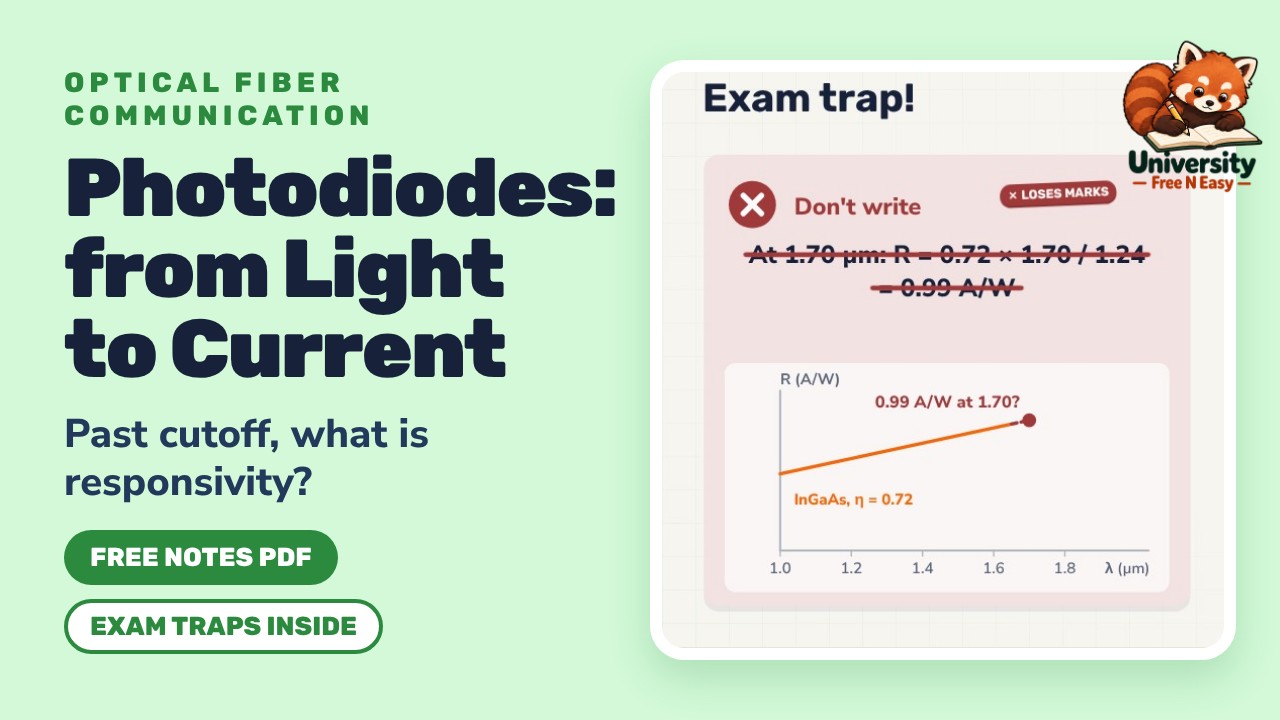 OPTICAL FIBER
COMMUNICATION
Photodiodes:
from Light
to Current
Past cutoff, what is
responsivity?
FREE NOTES PDF
EXAM TRAPS INSIDE
Exam trap!
Don't write
× LOSES MARKS
At 1.70 µm: R = 0.72 × 1.70 / 1.24
= 0.99 A/W
R (A/W)
0.99 A/W at 1.70?
InGaAs, η = 0.72
1.0 1.2 1.4 1.6 1.8 λ (µm)
University
Free N Easy